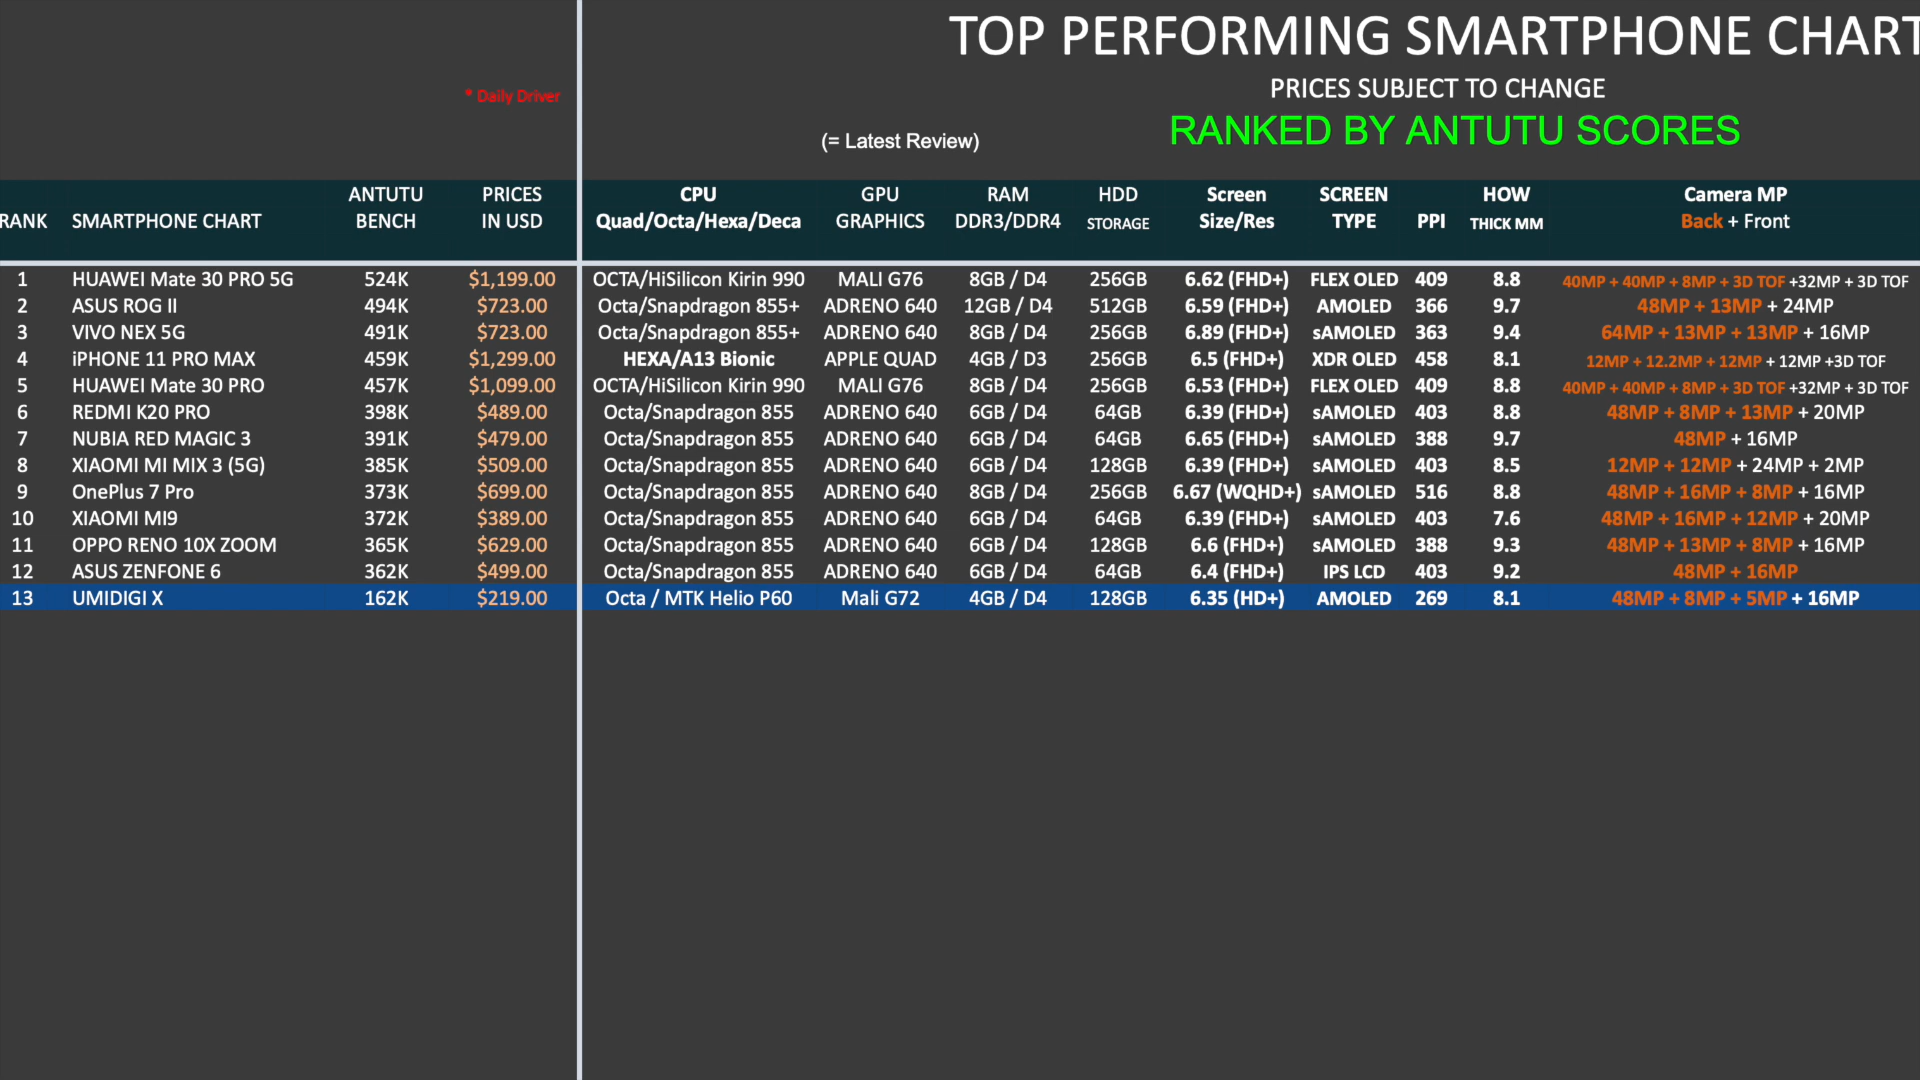 TOP PERFORMING SMARTPHONE CHART
PRICES SUBJECT TO CHANGE
* Daily Driver
(= Latest Review)
RANKED BY ANTUTU SCORES
ANTUTU PRICES CPU GPU RAM HDD Screen SCREEN HOW Camera MP
RANK SMARTPHONE CHART BENCH IN USD Quad/Octa/Hexa/Deca GRAPHICS DDR3/DDR4 STORAGE Size/Res TYPE PPI THICK MM Back + Front
1 HUAWEI Mate 30 PRO 5G 524K $1,199.00 OCTA/HiSilicon Kirin 990 MALI G76 8GB / D4 256GB 6.62 (FHD+) FLEX OLED 409 8.8 40MP + 40MP + 8MP + 3D TOF +32MP + 3D TOF
2 ASUS ROG II 494K $723.00 Octa/Snapdragon 855+ ADRENO 640 12GB / D4 512GB 6.59 (FHD+) AMOLED 366 9.7 48MP + 13MP + 24MP
3 VIVO NEX 5G 491K $723.00 Octa/Snapdragon 855+ ADRENO 640 8GB / D4 256GB 6.89 (FHD+) sAMOLED 363 9.4 64MP + 13MP + 13MP + 16MP
4 iPHONE 11 PRO MAX 459K $1,299.00 HEXA/A13 Bionic APPLE QUAD 4GB / D3 256GB 6.5 (FHD+) XDR OLED 458 8.1 12MP + 12.2MP + 12MP + 12MP +3D TOF
5 HUAWEI Mate 30 PRO 457K $1,099.00 OCTA/HiSilicon Kirin 990 MALI G76 8GB / D4 256GB 6.53 (FHD+) FLEX OLED 409 8.8 40MP + 40MP + 8MP + 3D TOF +32MP + 3D TOF
6 REDMI K20 PRO 398K $489.00 Octa/Snapdragon 855 ADRENO 640 6GB / D4 64GB 6.39 (FHD+) sAMOLED 403 8.8 48MP + 8MP + 13MP + 20MP
7 NUBIA RED MAGIC 3 391K $479.00 Octa/Snapdragon 855 ADRENO 640 6GB / D4 64GB 6.65 (FHD+) sAMOLED 388 9.7 48MP + 16MP
8 XIAOMI MI MIX 3 (5G) 385K $509.00 Octa/Snapdragon 855 ADRENO 640 6GB / D4 128GB 6.39 (FHD+) sAMOLED 403 8.5 12MP + 12MP + 24MP + 2MP
9 OnePlus 7 Pro 373K $699.00 Octa/Snapdragon 855 ADRENO 640 8GB / D4 256GB 6.67 (WQHD+) sAMOLED 516 8.8 48MP + 16MP + 8MP + 16MP
10 XIAOMI MI9 372K $389.00 Octa/Snapdragon 855 ADRENO 640 6GB / D4 64GB 6.39 (FHD+) sAMOLED 403 7.6 48MP + 16MP + 12MP + 20MP
11 OPPO RENO 10X ZOOM 365K $629.00 Octa/Snapdragon 855 ADRENO 640 6GB / D4 128GB 6.6 (FHD+) sAMOLED 388 9.3 48MP + 13MP + 8MP + 16MP
12 ASUS ZENFONE 6 362K $499.00 Octa/Snapdragon 855 ADRENO 640 6GB / D4 64GB 6.4 (FHD+) IPS LCD 403 9.2 48MP + 16MP
13 UMIDIGI X 162K $219.00 Octa / MTK Helio P60 Mali G72 4GB / D4 128GB 6.35 (HD+) AMOLED 269 8.1 48MP + 8MP + 5MP + 16MP